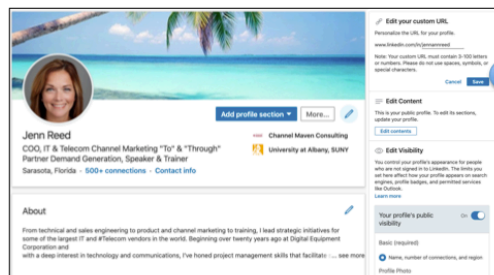 Add profile section
More...
Jenn Reed
COO, IT & Telecom Channel Marketing "To" & "Through"
Partner Demand Generation, Speaker & Trainer
Sarasota, Florida · 500+ connections · Contact info
Channel Maven Consulting
University at Albany, SUNY
About
From technical and sales engineering to product and channel marketing to training, I lead strategic initiatives for
some of the largest IT and #Telecom vendors in the world. Beginning over twenty years ago at Digital Equipment
Corporation and
with a deep interest in technology and communications, I've honed project management skills that facilitate ... see more
Edit your custom URL
Personalize the URL for your profile.
www.linkedin.com/in/jennannreed
Note: Your custom URL must contain 3-100 letters
or numbers. Please do not use spaces, symbols, or
special characters.
Cancel
Save
Edit Content
This is your public profile. To edit its sections,
update your profile.
Edit contents
Edit Visibility
You control your profile's appearance for people
who are not signed in to LinkedIn. The limits you
set here affect how your profile appears on search
engines, profile badges, and permitted services
like Outlook.
Learn more
Your profile's public
visibility
On
Basic (required)
Name, number of connections, and region
Profile Photo